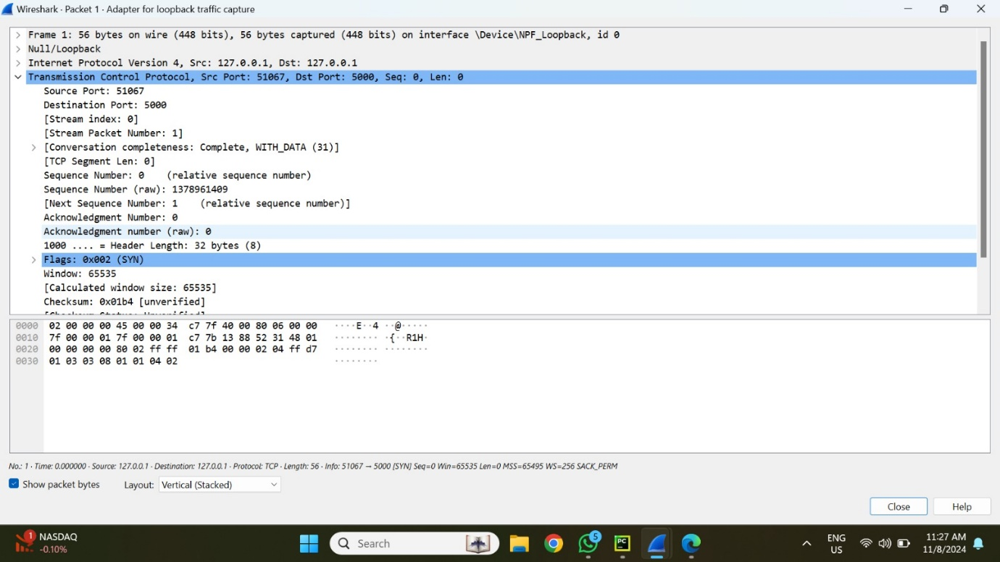 Wireshark · Packet 1 · Adapter for loopback traffic capture
Frame 1: 56 bytes on wire (448 bits), 56 bytes captured (448 bits) on interface \Device\NPF_Loopback, id 0
Null/Loopback
Internet Protocol Version 4, Src: 127.0.0.1, Dst: 127.0.0.1
Transmission Control Protocol, Src Port: 51067, Dst Port: 5000, Seq: 0, Len: 0
Source Port: 51067
Destination Port: 5000
[Stream index: 0]
[Stream Packet Number: 1]
[Conversation completeness: Complete, WITH_DATA (31)]
[TCP Segment Len: 0]
Sequence Number: 0    (relative sequence number)
Sequence Number (raw): 1378961409
[Next Sequence Number: 1    (relative sequence number)]
Acknowledgment Number: 0
Acknowledgment number (raw): 0
1000 .... = Header Length: 32 bytes (8)
Flags: 0x002 (SYN)
Window: 65535
[Calculated window size: 65535]
Checksum: 0x01b4 [unverified]
[Checksum Status: Unverified]
0000 02 00 00 00 45 00 00 34 c7 7f 40 00 80 06 00 00 ····E··4 ··@·····
0010 7f 00 00 01 7f 00 00 01 c7 7b 13 88 52 31 48 01 ········ ·{··R1H·
0020 00 00 00 00 80 02 ff ff 01 b4 00 00 02 04 ff d7 ········ ········
0030 01 03 03 08 01 01 04 02 ········
No.: 1 · Time: 0.000000 · Source: 127.0.0.1 · Destination: 127.0.0.1 · Protocol: TCP · Length: 56 · Info: 51067 → 5000 [SYN] Seq=0 Win=65535 Len=0 MSS=65495 WS=256 SACK_PERM
Show packet bytes Layout: Vertical (Stacked)
Close Help
1 NASDAQ
-0.10%
Search
5
PC
ENG
US
11:27 AM
11/8/2024